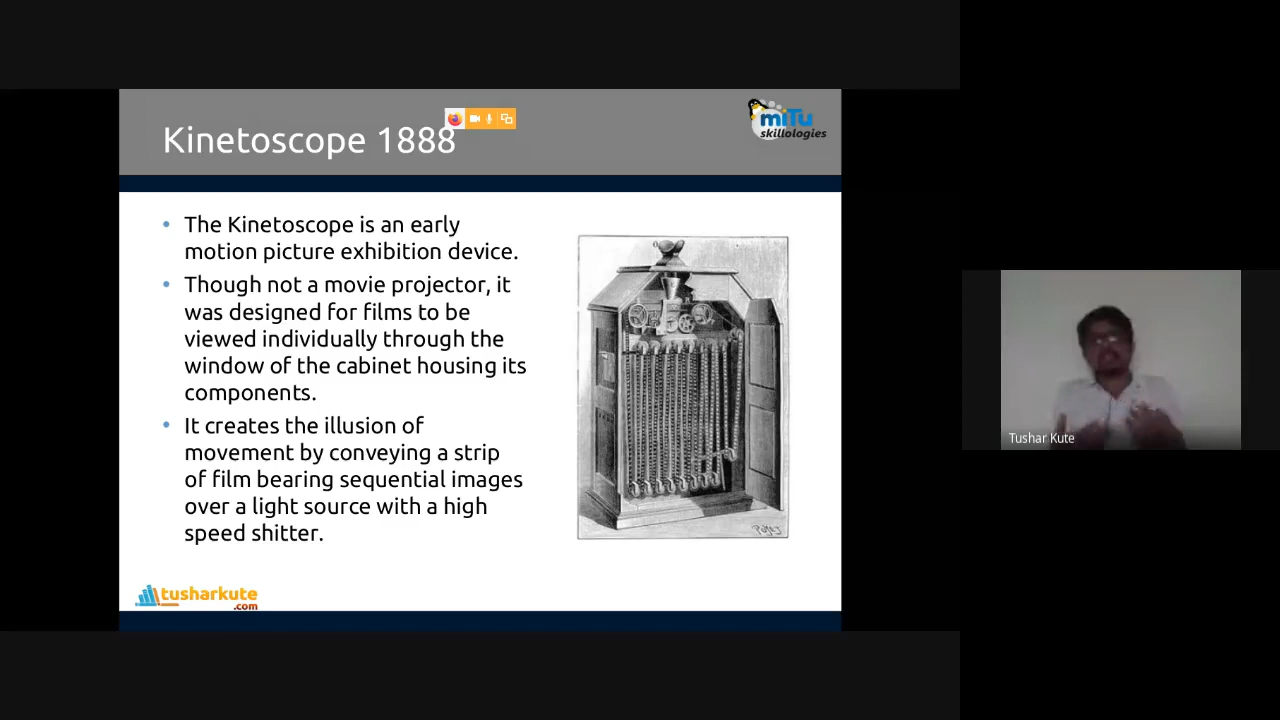 Kinetoscope 1888
miTu
skillologies
• The Kinetoscope is an early
motion picture exhibition device.
• Though not a movie projector, it
was designed for films to be
viewed individually through the
window of the cabinet housing its
components.
• It creates the illusion of
movement by conveying a strip
of film bearing sequential images
over a light source with a high
speed shitter.
tusharkute
.com
Tushar Kute